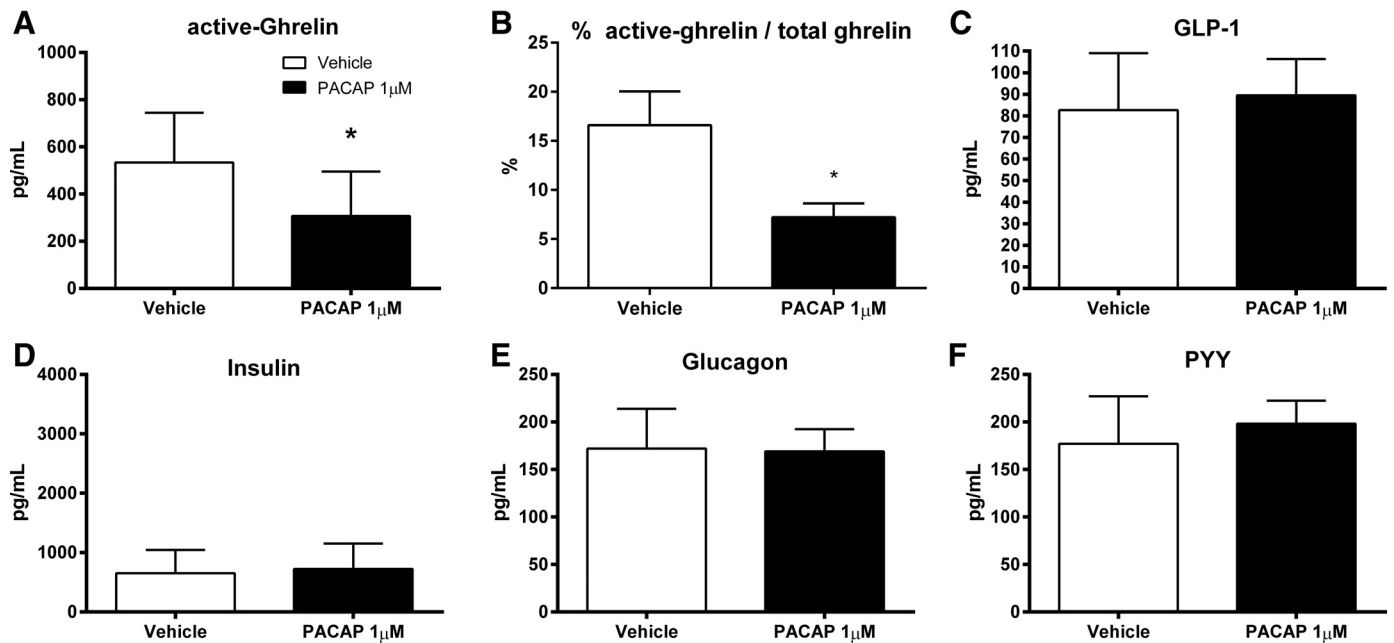 A
active-Ghrelin
Vehicle
PACAP 1μM
1000
800
600
400
200
0
pg/mL
*
Vehicle
PACAP 1μM
B
% active-ghrelin / total ghrelin
25
20
15
10
5
0
%
*
Vehicle
PACAP 1μM
C
GLP-1
110
100
90
80
70
60
50
40
30
20
10
0
pg/mL
Vehicle
PACAP 1μM
D
Insulin
4000
3000
2000
1000
0
pg/mL
Vehicle
PACAP 1μM
E
Glucagon
250
200
150
100
50
0
pg/mL
Vehicle
PACAP 1μM
F
PYY
250
200
150
100
50
0
pg/mL
Vehicle
PACAP 1μM